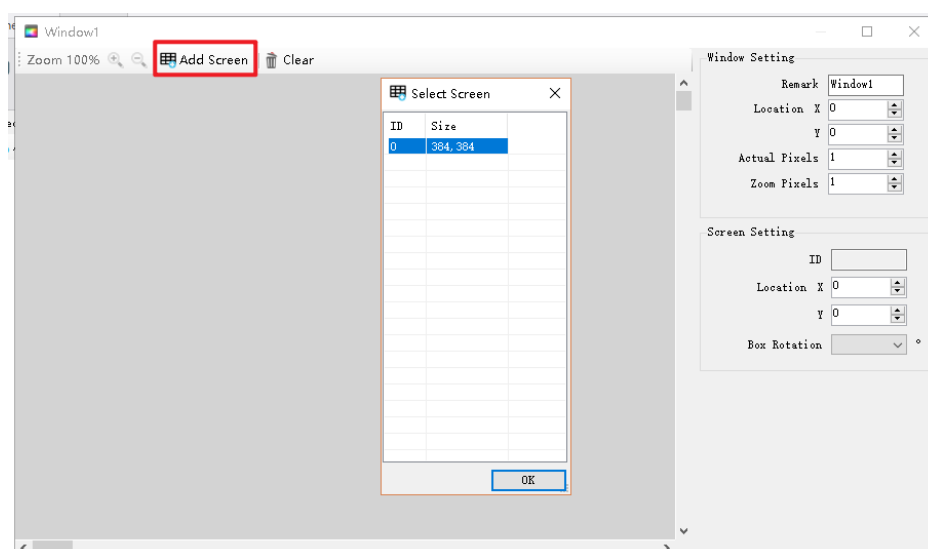 Window1
Zoom 100% Add Screen Clear
Select Screen
ID Size
0 384, 384
OK
Window Setting
Remark Window1
Location X 0
Y 0
Actual Pixels 1
Zoom Pixels 1
Screen Setting
ID
Location X 0
Y 0
Box Rotation °